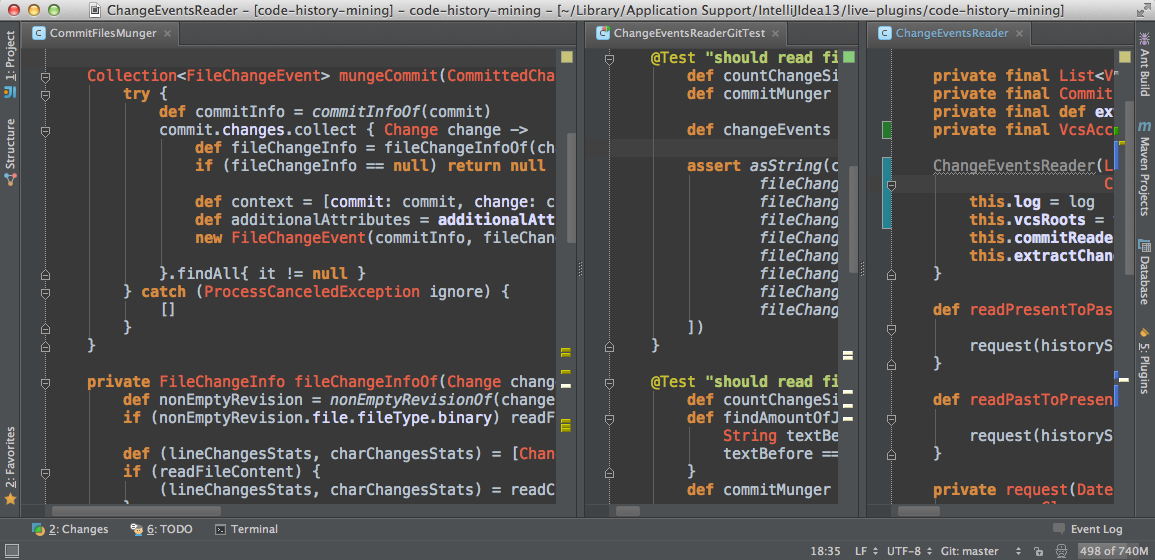 ChangeEventsReader - [code-history-mining] - code-history-mining - [~/Library/Application Support/IntelliJIdea13/live-plugins/code-history-mining]
1: Project
Structure
2: Favorites
CommitFilesMunger
Collection<FileChangeEvent> mungeCommit(CommittedCha
try {
def commitInfo = commitInfoOf(commit)
commit.changes.collect { Change change ->
def fileChangeInfo = fileChangeInfoOf(ch
if (fileChangeInfo == null) return null
def context = [commit: commit, change: c
def additionalAttributes = additionalAtt
new FileChangeEvent(commitInfo, fileChan
}.findAll{ it != null }
} catch (ProcessCanceledException ignore) {
[]
}
}
private FileChangeInfo fileChangeInfoOf(Change chang
def nonEmptyRevision = nonEmptyRevisionOf(change
if (nonEmptyRevision.file.fileType.binary) readF
def (lineChangesStats, charChangesStats) = [Chan
if (readFileContent) {
(lineChangesStats, charChangesStats) = readC
ChangeEventsReaderGitTest
@Test "should read fi
def countChangeSi
def commitMunger
def changeEvents
assert asString(c
fileChang
fileChang
fileChang
fileChang
fileChang
fileChang
fileChang
fileChang
])
}
@Test "should read fi
def countChangeSi
def findAmountOfJ
String textBe
textBefore ==
}
def commitMunger
ChangeEventsReader
private final List<V
private final Commit
private final def ex
private final VcsAcc
ChangeEventsReader(L
C
this.log = log
this.vcsRoots =
this.commitReade
this.extractChan
}
def readPresentToPas
request(historyS
}
def readPastToPresen
request(historyS
}
private request(Date
Ant Build
Maven Projects
Database
5: Plugins
2: Changes
6: TODO
Terminal
Event Log
18:35
LF
UTF-8
Git: master
498 of 740M